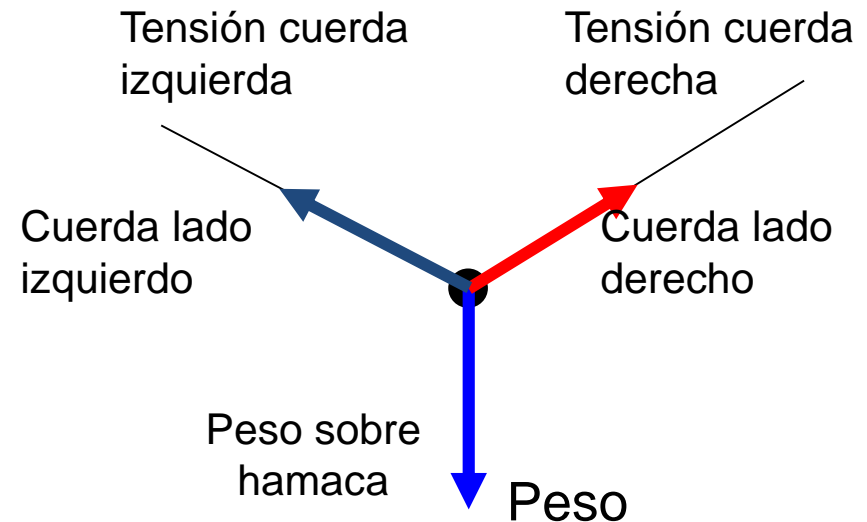 Tensión cuerda
izquierda
Tensión cuerda
derecha
Cuerda lado
izquierdo
Cuerda lado
derecho
Peso sobre
hamaca
Peso